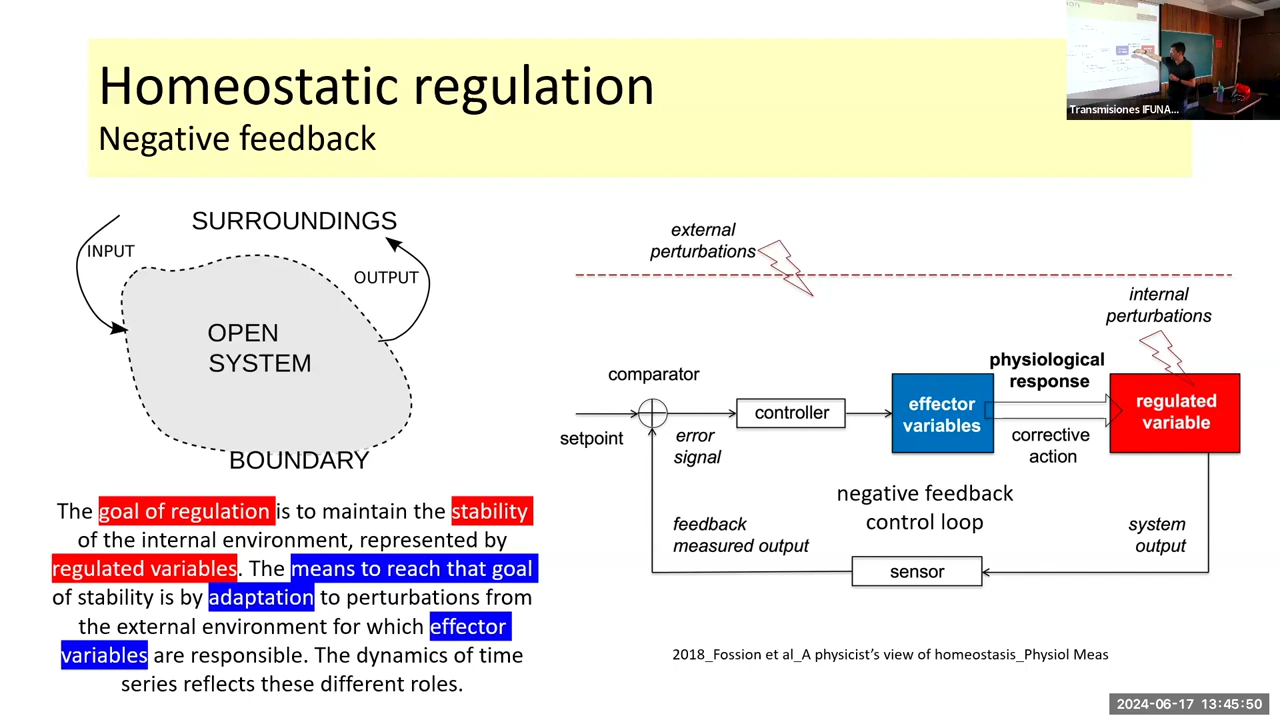 Homeostatic regulation
Negative feedback
Transmisiones IFUNA...
SURROUNDINGS
INPUT
OUTPUT
OPEN
SYSTEM
BOUNDARY
The goal of regulation is to maintain the stability
of the internal environment, represented by
regulated variables. The means to reach that goal
of stability is by adaptation to perturbations from
the external environment for which effector
variables are responsible. The dynamics of time
series reflects these different roles.
external
perturbations
internal
perturbations
physiological
response
comparator
setpoint
error
signal
controller
effector
variables
corrective
action
regulated
variable
negative feedback
control loop
feedback
measured output
system
output
sensor
2018_Fossion et al_A physicist’s view of homeostasis_Physiol Meas
2024-06-17 13:45:50